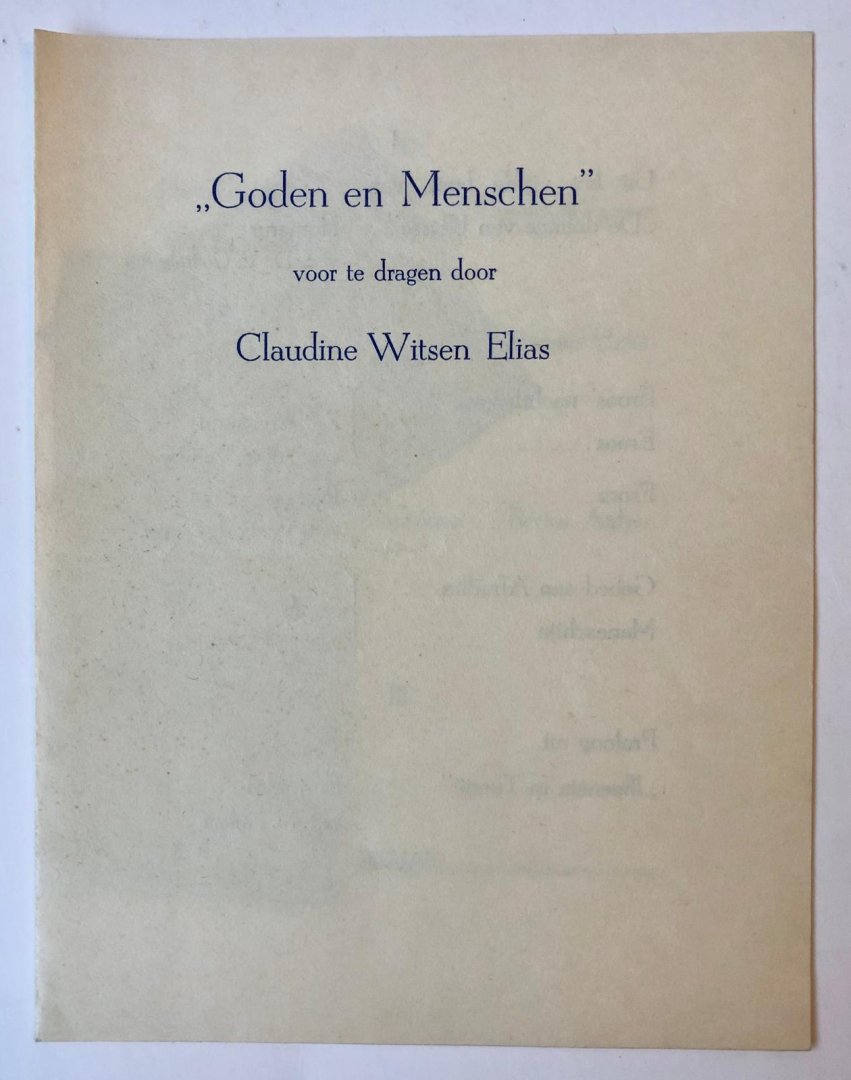 „Goden en Menschen”
voor te dragen door
Claudine Witsen Elias